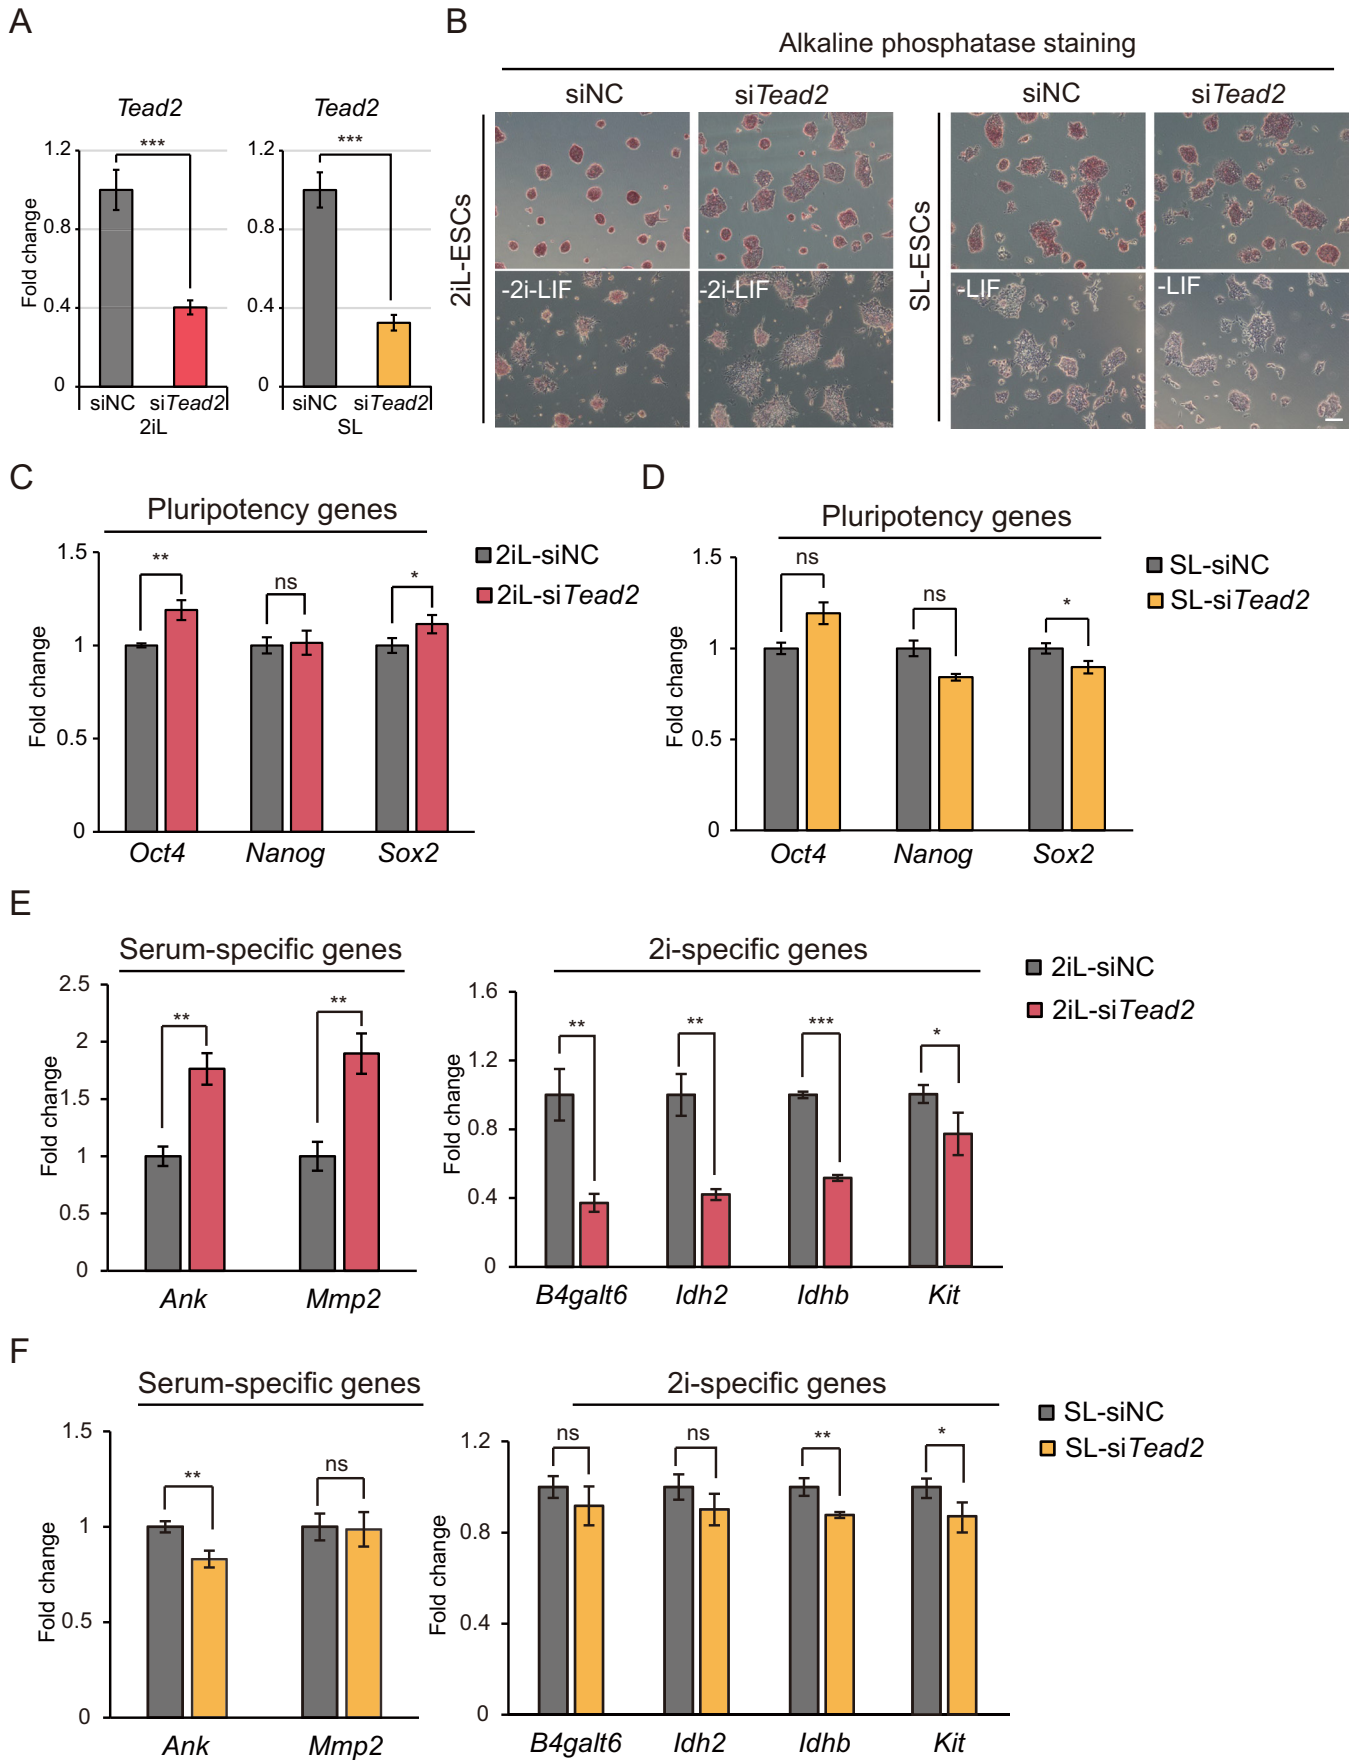 A
Tead2
Tead2
1.2
0.8
0.4
0
Fold change
***
siNC siTead2
2iL
1.2
0.8
0.4
0
***
siNC siTead2
SL
B
Alkaline phosphatase staining
siNC
siTead2
siNC
siTead2
2iL-ESCs
-2i-LIF
-2i-LIF
SL-ESCs
-LIF
-LIF
C
Pluripotency genes
1.5
1
0.5
0
Fold change
**
ns
*
Oct4
Nanog
Sox2
2iL-siNC
2iL-siTead2
D
Pluripotency genes
1.5
1
0.5
0
Fold change
ns
ns
*
Oct4
Nanog
Sox2
SL-siNC
SL-siTead2
E
Serum-specific genes
2.5
2
1.5
1
0.5
0
Fold change
**
**
Ank
Mmp2
2i-specific genes
1.6
1.2
0.8
0.4
0
Fold change
**
**
***
*
B4galt6
Idh2
Idhb
Kit
2iL-siNC
2iL-siTead2
F
Serum-specific genes
1.5
1
0.5
0
Fold change
**
ns
Ank
Mmp2
2i-specific genes
1.2
0.8
0.4
0
Fold change
ns
ns
**
*
B4galt6
Idh2
Idhb
Kit
SL-siNC
SL-siTead2